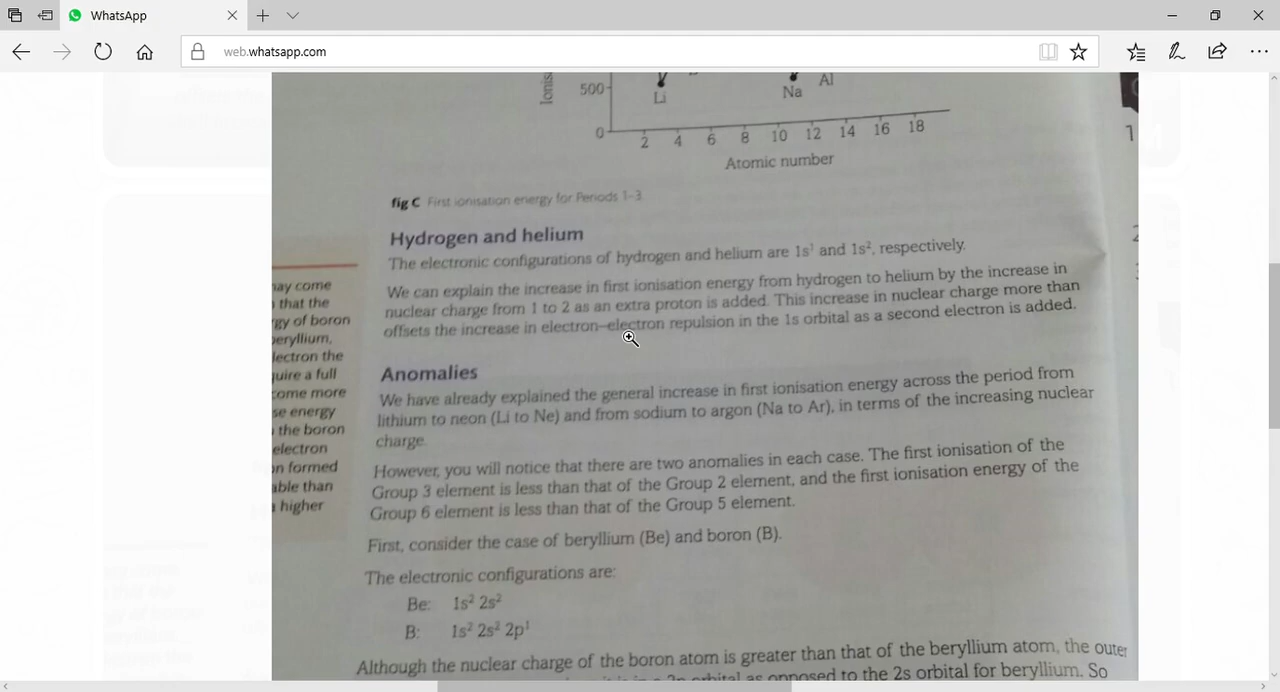 WhatsApp
web.whatsapp.com
500
Li
Na
Al
0
2 4 6 8 10 12 14 16 18
Atomic number
fig C First ionisation energy for Periods 1–3
Hydrogen and helium
The electronic configurations of hydrogen and helium are 1s¹ and 1s², respectively.
We can explain the increase in first ionisation energy from hydrogen to helium by the increase in
nuclear charge from 1 to 2 as an extra proton is added. This increase in nuclear charge more than
offsets the increase in electron–electron repulsion in the 1s orbital as a second electron is added.
Anomalies
We have already explained the general increase in first ionisation energy across the period from
lithium to neon (Li to Ne) and from sodium to argon (Na to Ar), in terms of the increasing nuclear
charge.
However, you will notice that there are two anomalies in each case. The first ionisation of the
Group 3 element is less than that of the Group 2 element, and the first ionisation energy of the
Group 6 element is less than that of the Group 5 element.
First, consider the case of beryllium (Be) and boron (B).
The electronic configurations are:
Be: 1s² 2s²
B: 1s² 2s² 2p¹
Although the nuclear charge of the boron atom is greater than that of the beryllium atom, the outer
2p orbital as opposed to the 2s orbital for beryllium. So
come
that the
of boron
the
a full
more
energy
the boron
electron
formed
than
higher
1